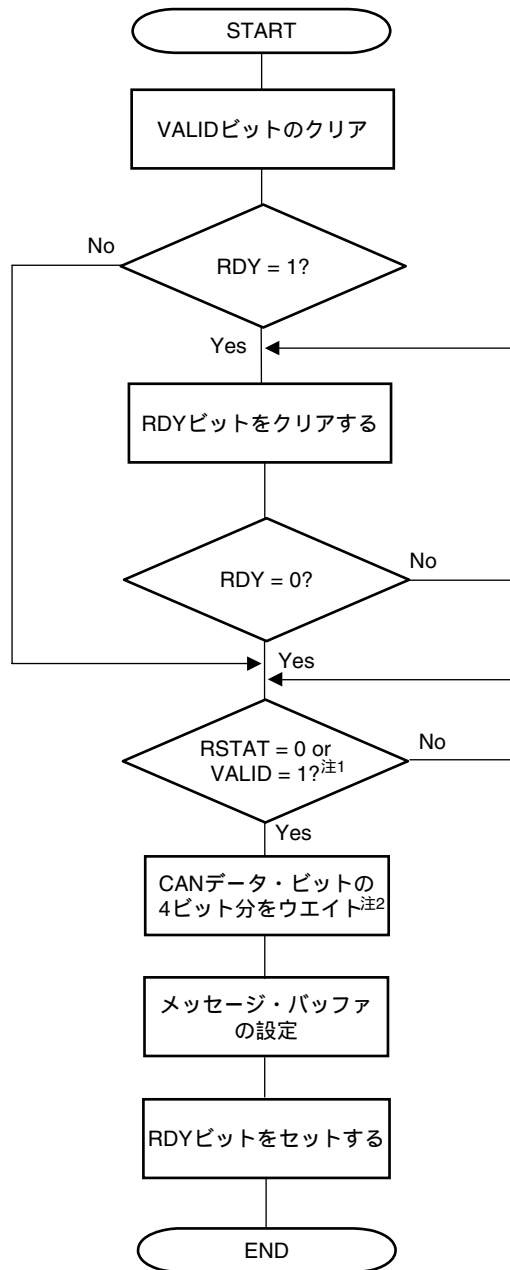 START
VALIDビットのクリア
No
RDY = 1?
Yes
RDYビットをクリアする
RDY = 0?
No
Yes
RSTAT = 0 or
VALID = 1?注1
No
Yes
CANデータ・ビットの
4ビット分をウエイト注2
メッセージ・バッファ
の設定
RDYビットをセットする
END